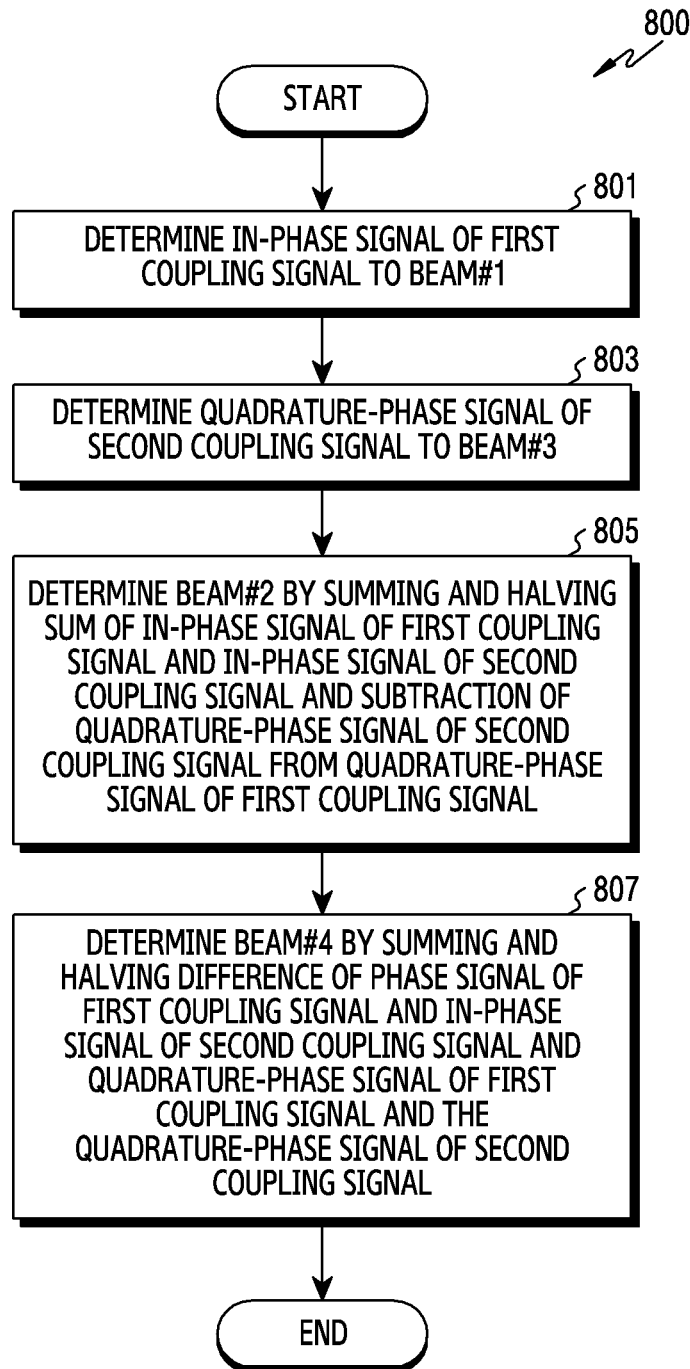 800
START
801
DETERMINE IN-PHASE SIGNAL OF FIRST
COUPLING SIGNAL TO BEAM#1
803
DETERMINE QUADRATURE-PHASE SIGNAL OF
SECOND COUPLING SIGNAL TO BEAM#3
805
DETERMINE BEAM#2 BY SUMMING AND HALVING
SUM OF IN-PHASE SIGNAL OF FIRST COUPLING
SIGNAL AND IN-PHASE SIGNAL OF SECOND
COUPLING SIGNAL AND SUBTRACTION OF
QUADRATURE-PHASE SIGNAL OF SECOND
COUPLING SIGNAL FROM QUADRATURE-PHASE
SIGNAL OF FIRST COUPLING SIGNAL
807
DETERMINE BEAM#4 BY SUMMING AND
HALVING DIFFERENCE OF PHASE SIGNAL OF
FIRST COUPLING SIGNAL AND IN-PHASE
SIGNAL OF SECOND COUPLING SIGNAL AND
QUADRATURE-PHASE SIGNAL OF FIRST
COUPLING SIGNAL AND THE
QUADRATURE-PHASE SIGNAL OF SECOND
COUPLING SIGNAL
END